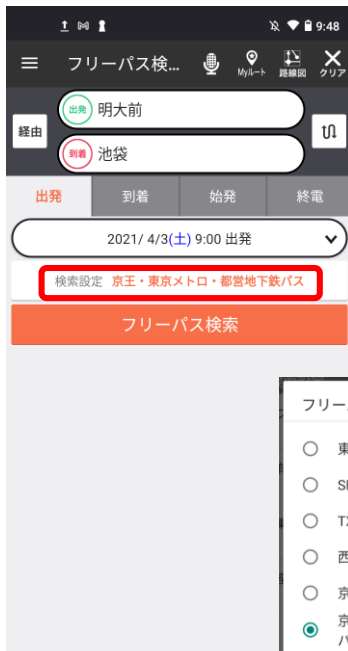 9:48
フリーパス検...
Myルート
路線図
クリア
経由
出発 明大前
到着 池袋
出発 到着 始発 終電
2021/ 4/3(土) 9:00 出発
検索設定 京王・東京メトロ・都営地下鉄パス
フリーパス検索
フリー
東
T
西
京
京